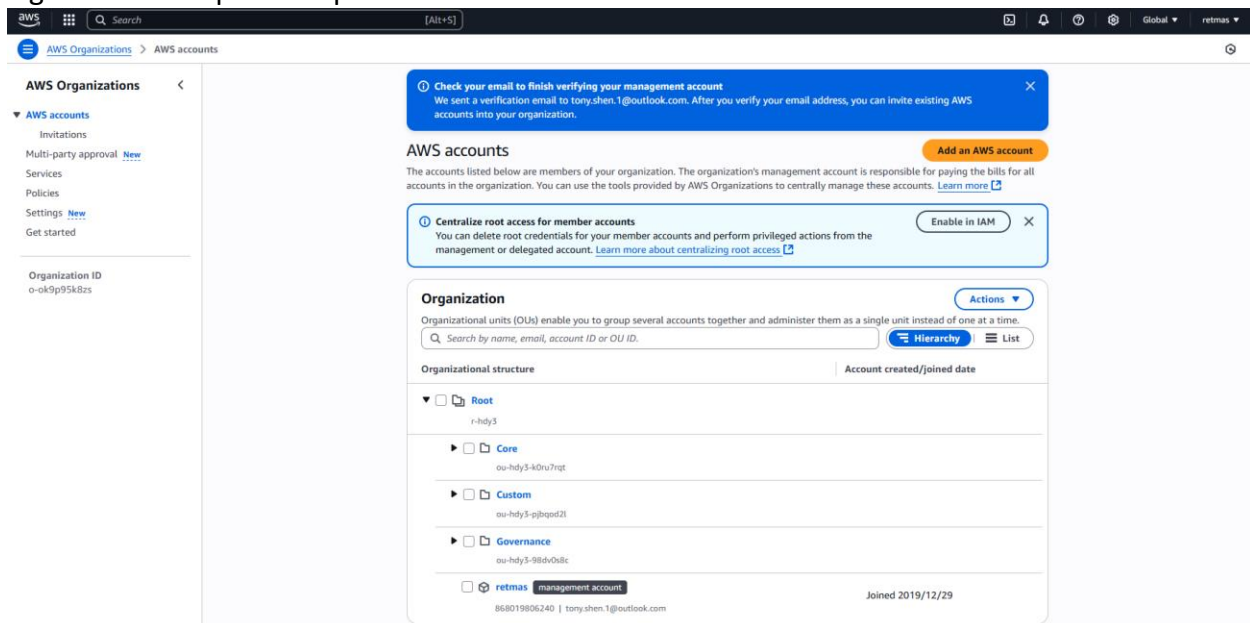 aws
Search
[Alt+S]
Global
retmas
AWS Organizations > AWS accounts
AWS Organizations
AWS accounts
Invitations
Multi-party approval New
Services
Policies
Settings New
Get started
Organization ID
o-ok9p95k8zs
Check your email to finish verifying your management account
We sent a verification email to tony.shen.1@outlook.com. After you verify your email address, you can invite existing AWS
accounts into your organization.
AWS accounts
Add an AWS account
The accounts listed below are members of your organization. The organization's management account is responsible for paying the bills for all
accounts in the organization. You can use the tools provided by AWS Organizations to centrally manage these accounts. Learn more
Centralize root access for member accounts
You can delete root credentials for your member accounts and perform privileged actions from the
management or delegated account. Learn more about centralizing root access
Enable in IAM
Organization
Actions
Organizational units (OUs) enable you to group several accounts together and administer them as a single unit instead of one at a time.
Search by name, email, account ID or OU ID.
Hierarchy
List
Organizational structure
Account created/joined date
Root
r-hdy3
Core
ou-hdy3-k0ru7rqt
Custom
ou-hdy3-pjbqod2l
Governance
ou-hdy3-98dv0s8c
retmas management account
868019806240 | tony.shen.1@outlook.com
Joined 2019/12/29